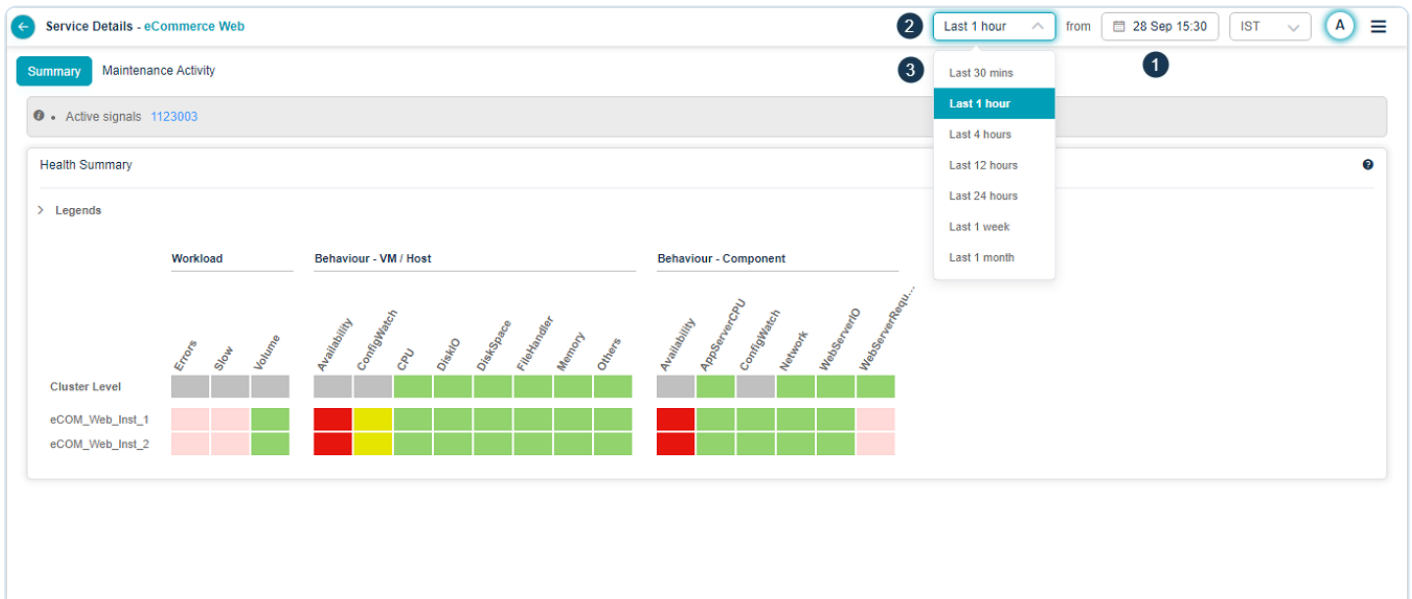 Service Details - eCommerce Web
2
Last 1 hour
from
28 Sep 15:30
IST
A
Summary
Maintenance Activity
3
1
Last 30 mins
Last 1 hour
Last 4 hours
Last 12 hours
Last 24 hours
Last 1 week
Last 1 month
Active signals 1123003
Health Summary
Legends
Workload
Behaviour - VM / Host
Behaviour - Component
Errors
Slow
Volume
Availability
ConfigWatch
CPU
DiskIO
DiskSpace
FileHandler
Memory
Others
Availability
AppServerCPU
ConfigWatch
Network
WebServerIO
WebServerRequ...
Cluster Level
eCOM_Web_Inst_1
eCOM_Web_Inst_2